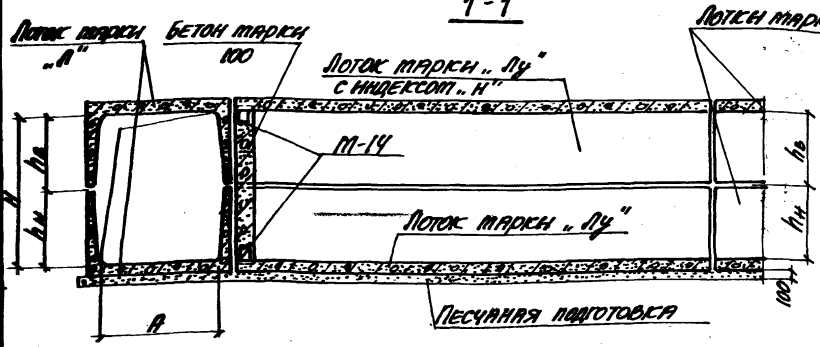 1-1
Лоток марки
„Л"
Бетон марки
100
Лоток марки „Лу"
с индексом „н"
Лотки марк
М-14
Лоток марки „Лу"
Песчаная подготовка
H
hв
hн
hв
hн
100
А